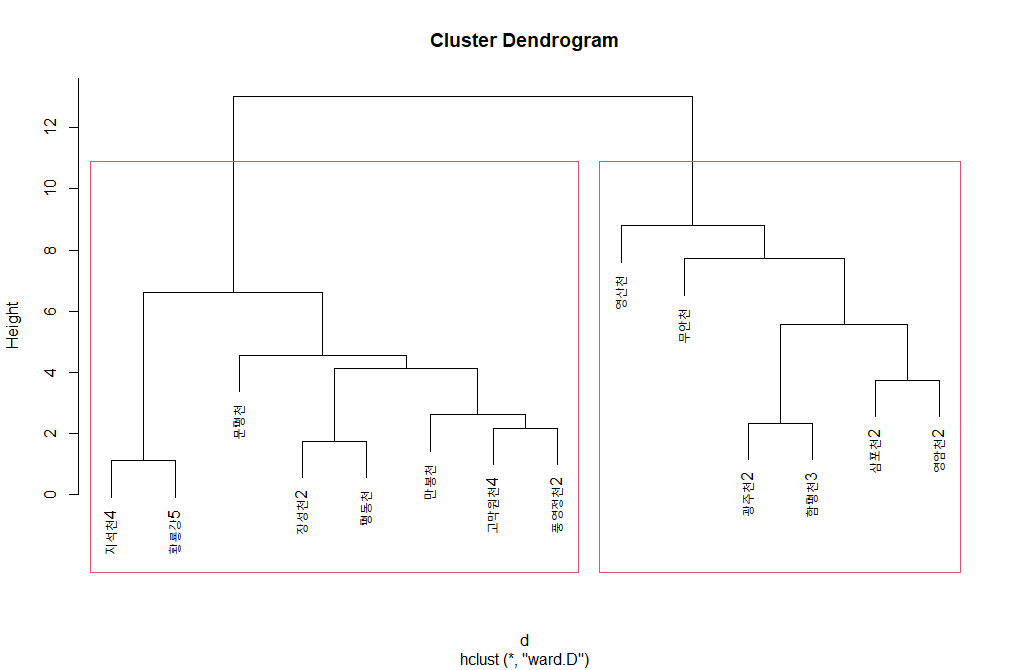 Cluster Dendrogram
Height
12
10
8
6
4
2
0
지석천4
황룡강5
문평천
장성천2
평동천
만봉천
고막원천4
풍영정천2
영산천
무안천
광주천2
함평천3
삼포천2
영암천2
d
hclust (*, "ward.D")